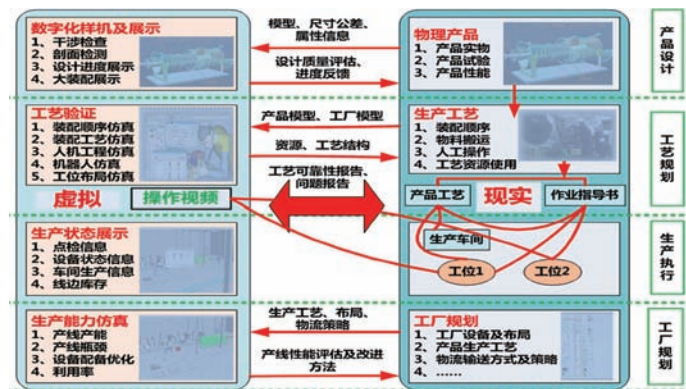 数字化样机及展示
1、干涉检查
2、剖面检测
3、设计进度展示
4、大装配展示
模型、尺寸公差、
属性信息
设计质量评估、
进度反馈
物理产品
1、产品实物
2、产品试验
3、产品性能
产品设计
工艺验证
1、装配顺序仿真
2、装配工艺仿真
3、人机工程仿真
4、机器人仿真
5、工位布局仿真
虚拟
操作视频
产品模型、工厂模型
资源、工艺结构
工艺可靠性报告、
问题报告
生产工艺
1、装配顺序
2、物料搬运
3、人工操作
4、工艺资源使用
产品工艺
现实
作业指导书
工艺规划
生产状态展示
1、点检信息
2、设备状态信息
3、车间生产信息
4、线边库存
生产车间
工位1
工位2
生产执行
生产能力仿真
1、产线产能
2、产线瓶颈
3、设备配备优化
4、利用率
生产工艺、布局、
物流策略
产线性能评估及改进
方法
工厂规划
1、工厂设备及布局
2、产品生产工艺
3、物流输送方式及策略
4、……
工厂规划